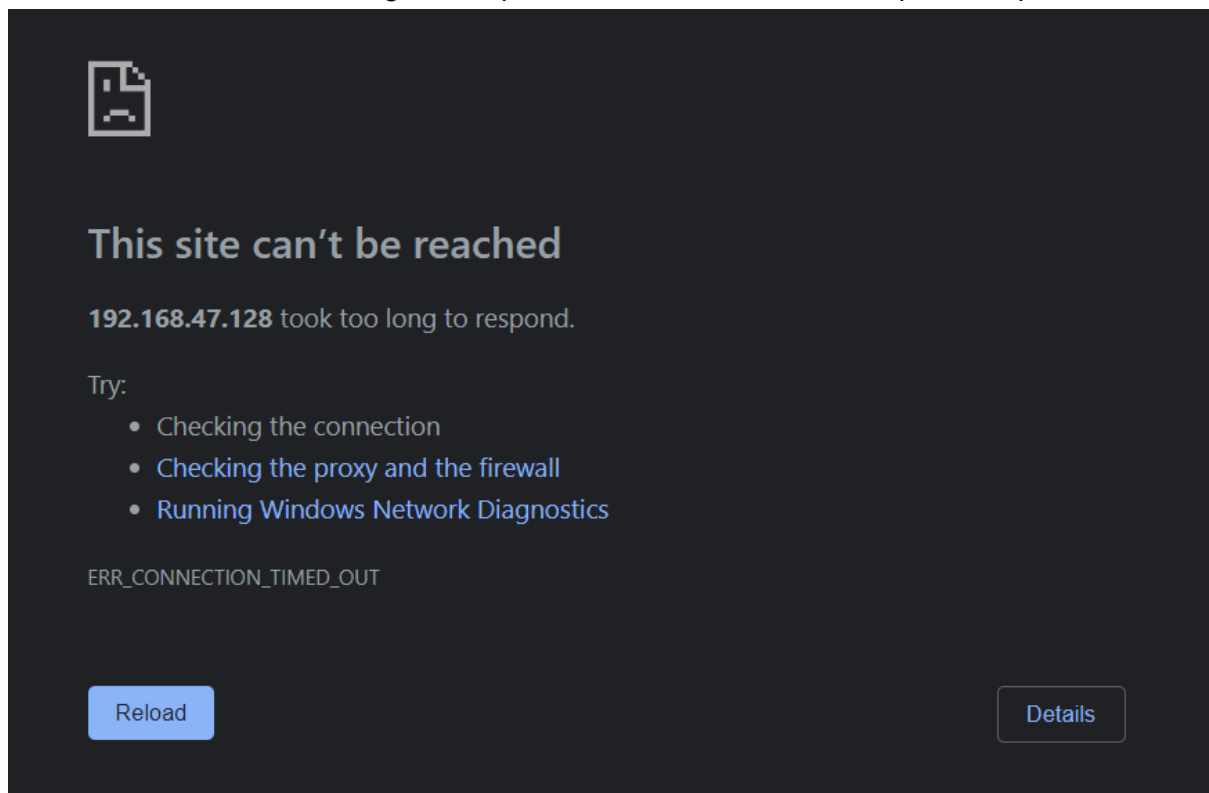 This site can’t be reached
192.168.47.128 took too long to respond.
Try:
• Checking the connection
• Checking the proxy and the firewall
• Running Windows Network Diagnostics
ERR_CONNECTION_TIMED_OUT
Reload
Details